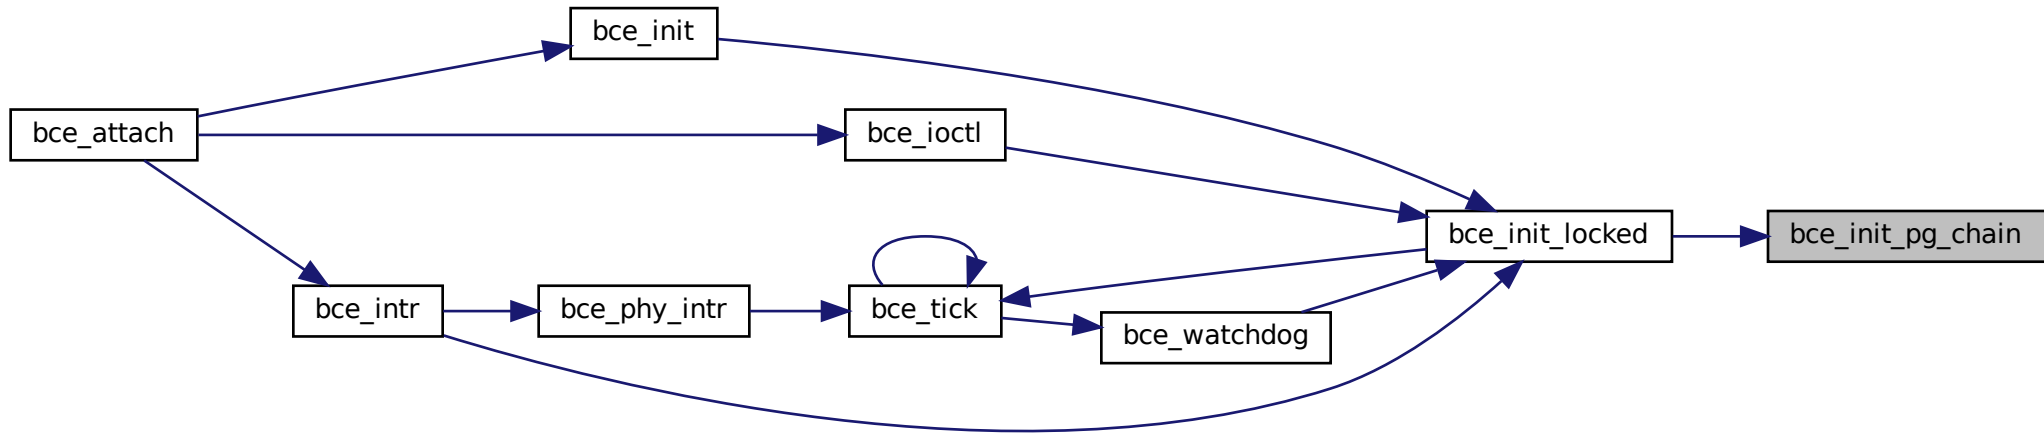 bce_init
bce_attach
bce_ioctl
bce_init_locked
bce_init_pg_chain
bce_intr
bce_phy_intr
bce_tick
bce_watchdog